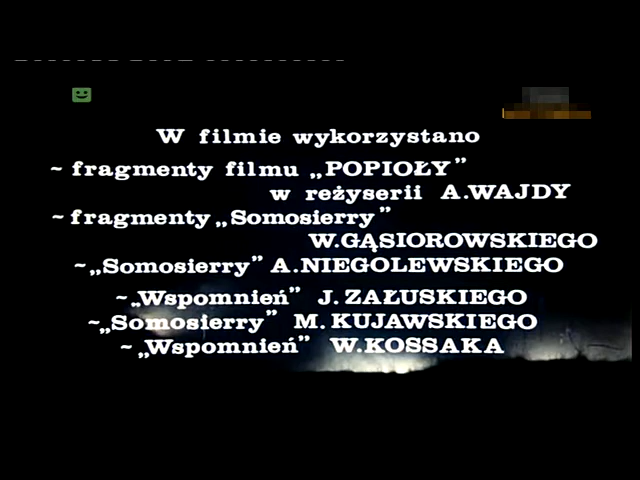 W filmie wykorzystano
~ fragmenty filmu „POPIOŁY”
w reżyserii A.WAJDY
~ fragmenty „Somosierry”
W.GĄSIOROWSKIEGO
~ „Somosierry” A.NIEGOLEWSKIEGO
~ „Wspomnień” J. ZAŁUSKIEGO
~ „Somosierry” M. KUJAWSKIEGO
~ „Wspomnień” W.KOSSAKA